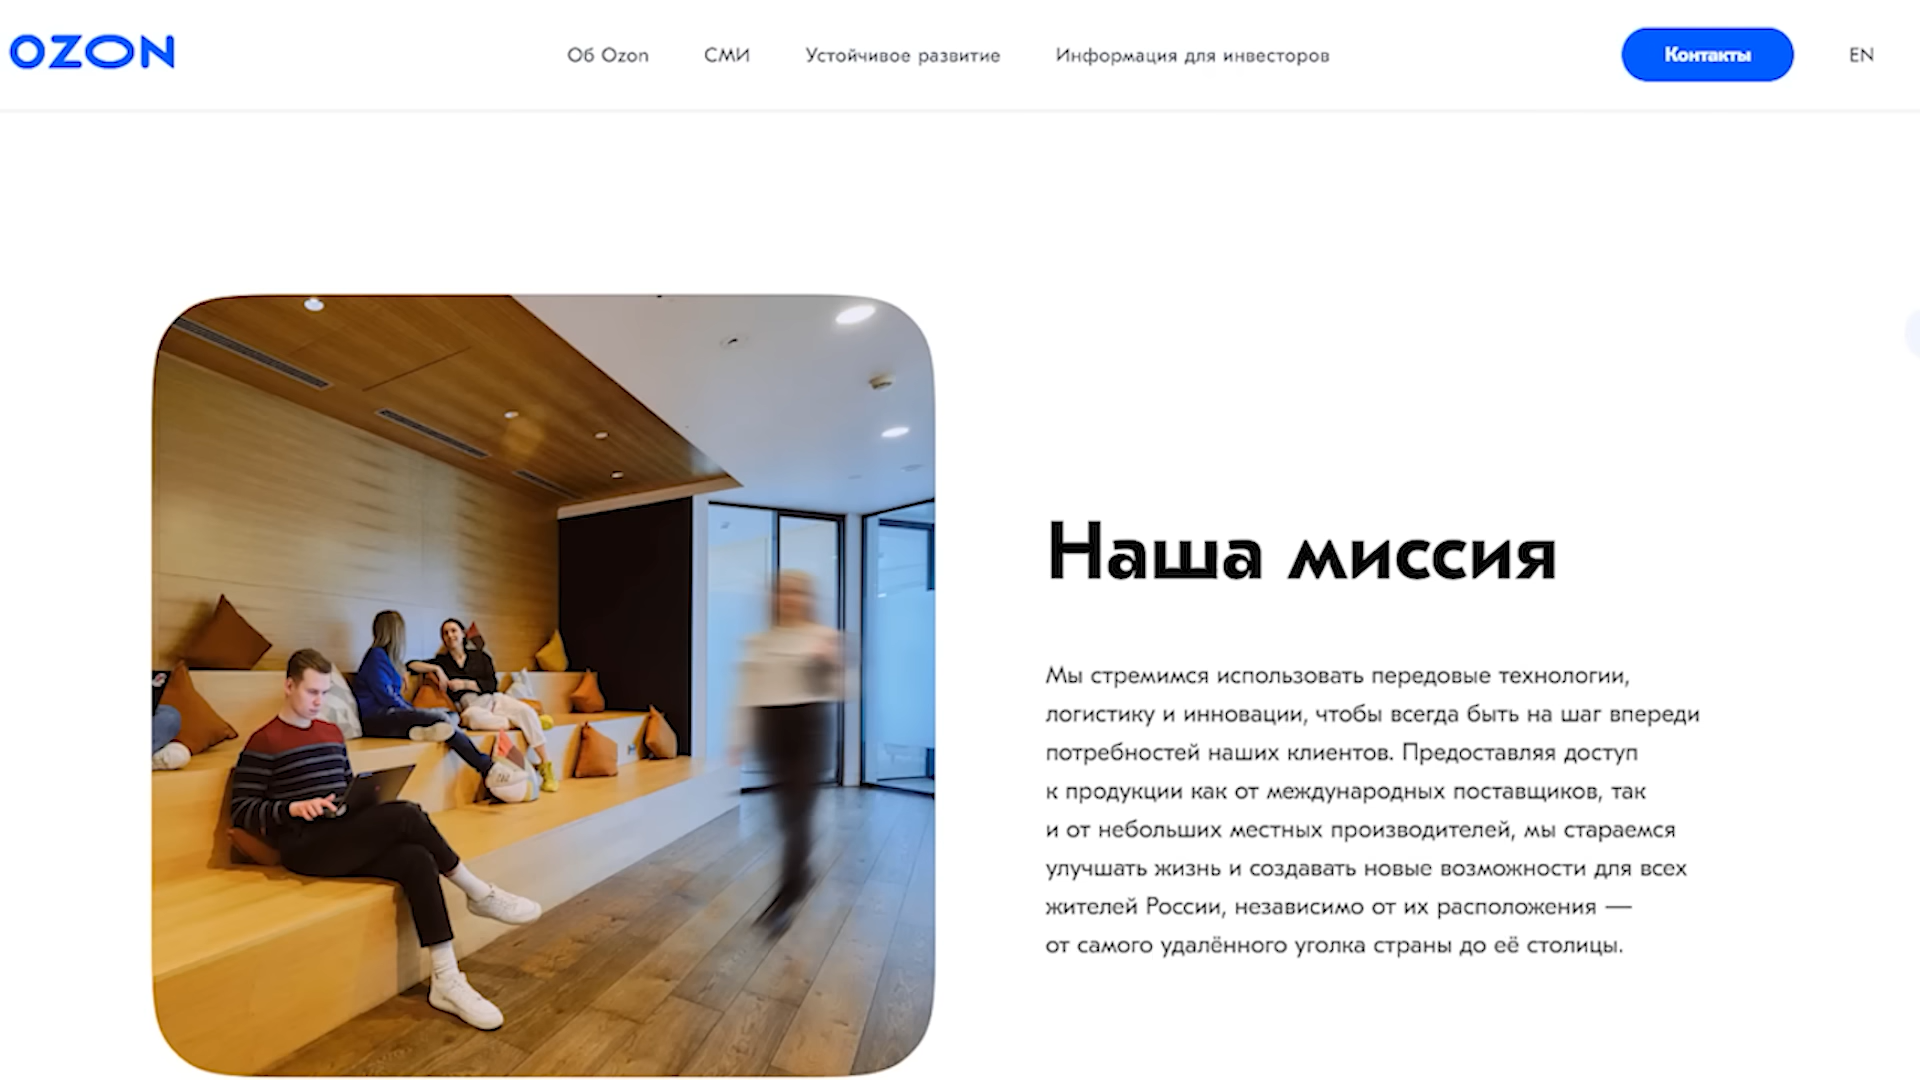 OZON
Об Ozon
СМИ
Устойчивое развитие
Информация для инвесторов
Контакты
EN
Наша миссия
Мы стремимся использовать передовые технологии,
логистику и инновации, чтобы всегда быть на шаг впереди
потребностей наших клиентов. Предоставляя доступ
к продукции как от международных поставщиков, так
и от небольших местных производителей, мы стараемся
улучшать жизнь и создавать новые возможности для всех
жителей России, независимо от их расположения —
от самого удалённого уголка страны до её столицы.